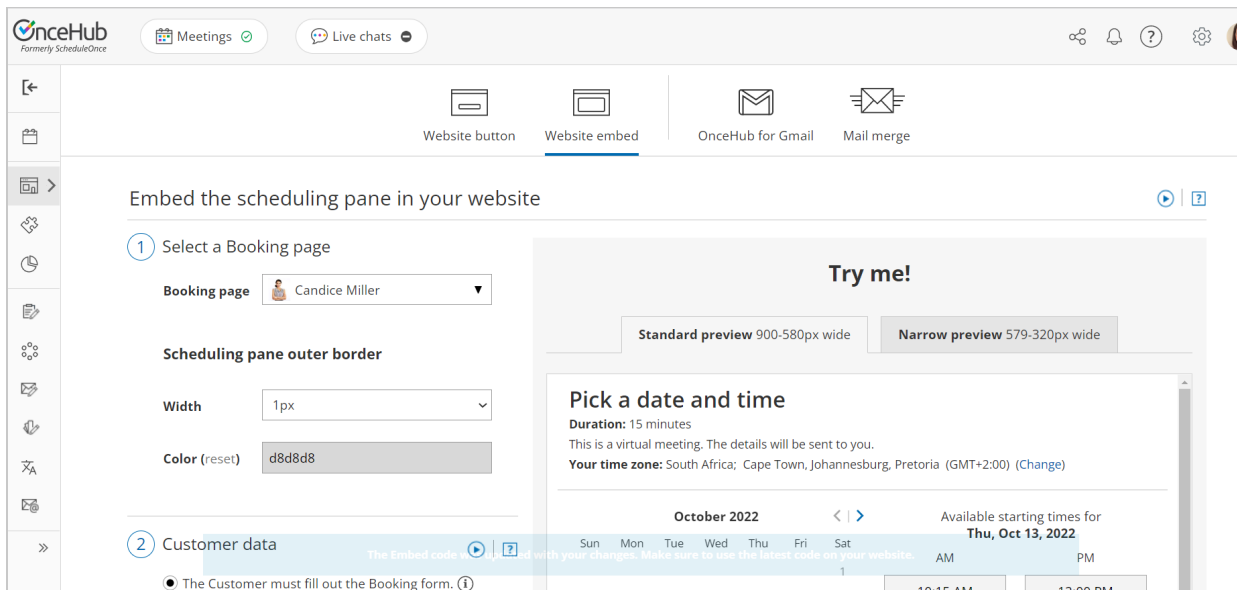 OnceHub
Formerly ScheduleOnce
Meetings
Live chats
?
Website button
Website embed
OnceHub for Gmail
Mail merge
Embed the scheduling pane in your website
?
1 Select a Booking page
Booking page Candice Miller
Scheduling pane outer border
Width 1px
Color (reset) d8d8d8
2 Customer data
?
The Customer must fill out the Booking form. i
Try me!
Standard preview 900-580px wide
Narrow preview 579-320px wide
Pick a date and time
Duration: 15 minutes
This is a virtual meeting. The details will be sent to you.
Your time zone: South Africa; Cape Town, Johannesburg, Pretoria (GMT+2:00) (Change)
October 2022
Sun Mon Tue Wed Thu Fri Sat
1
Available starting times for
Thu, Oct 13, 2022
AM PM
10:15 AM 12:00 PM
The Embed code with your changes. Make sure to use the latest code on your website.